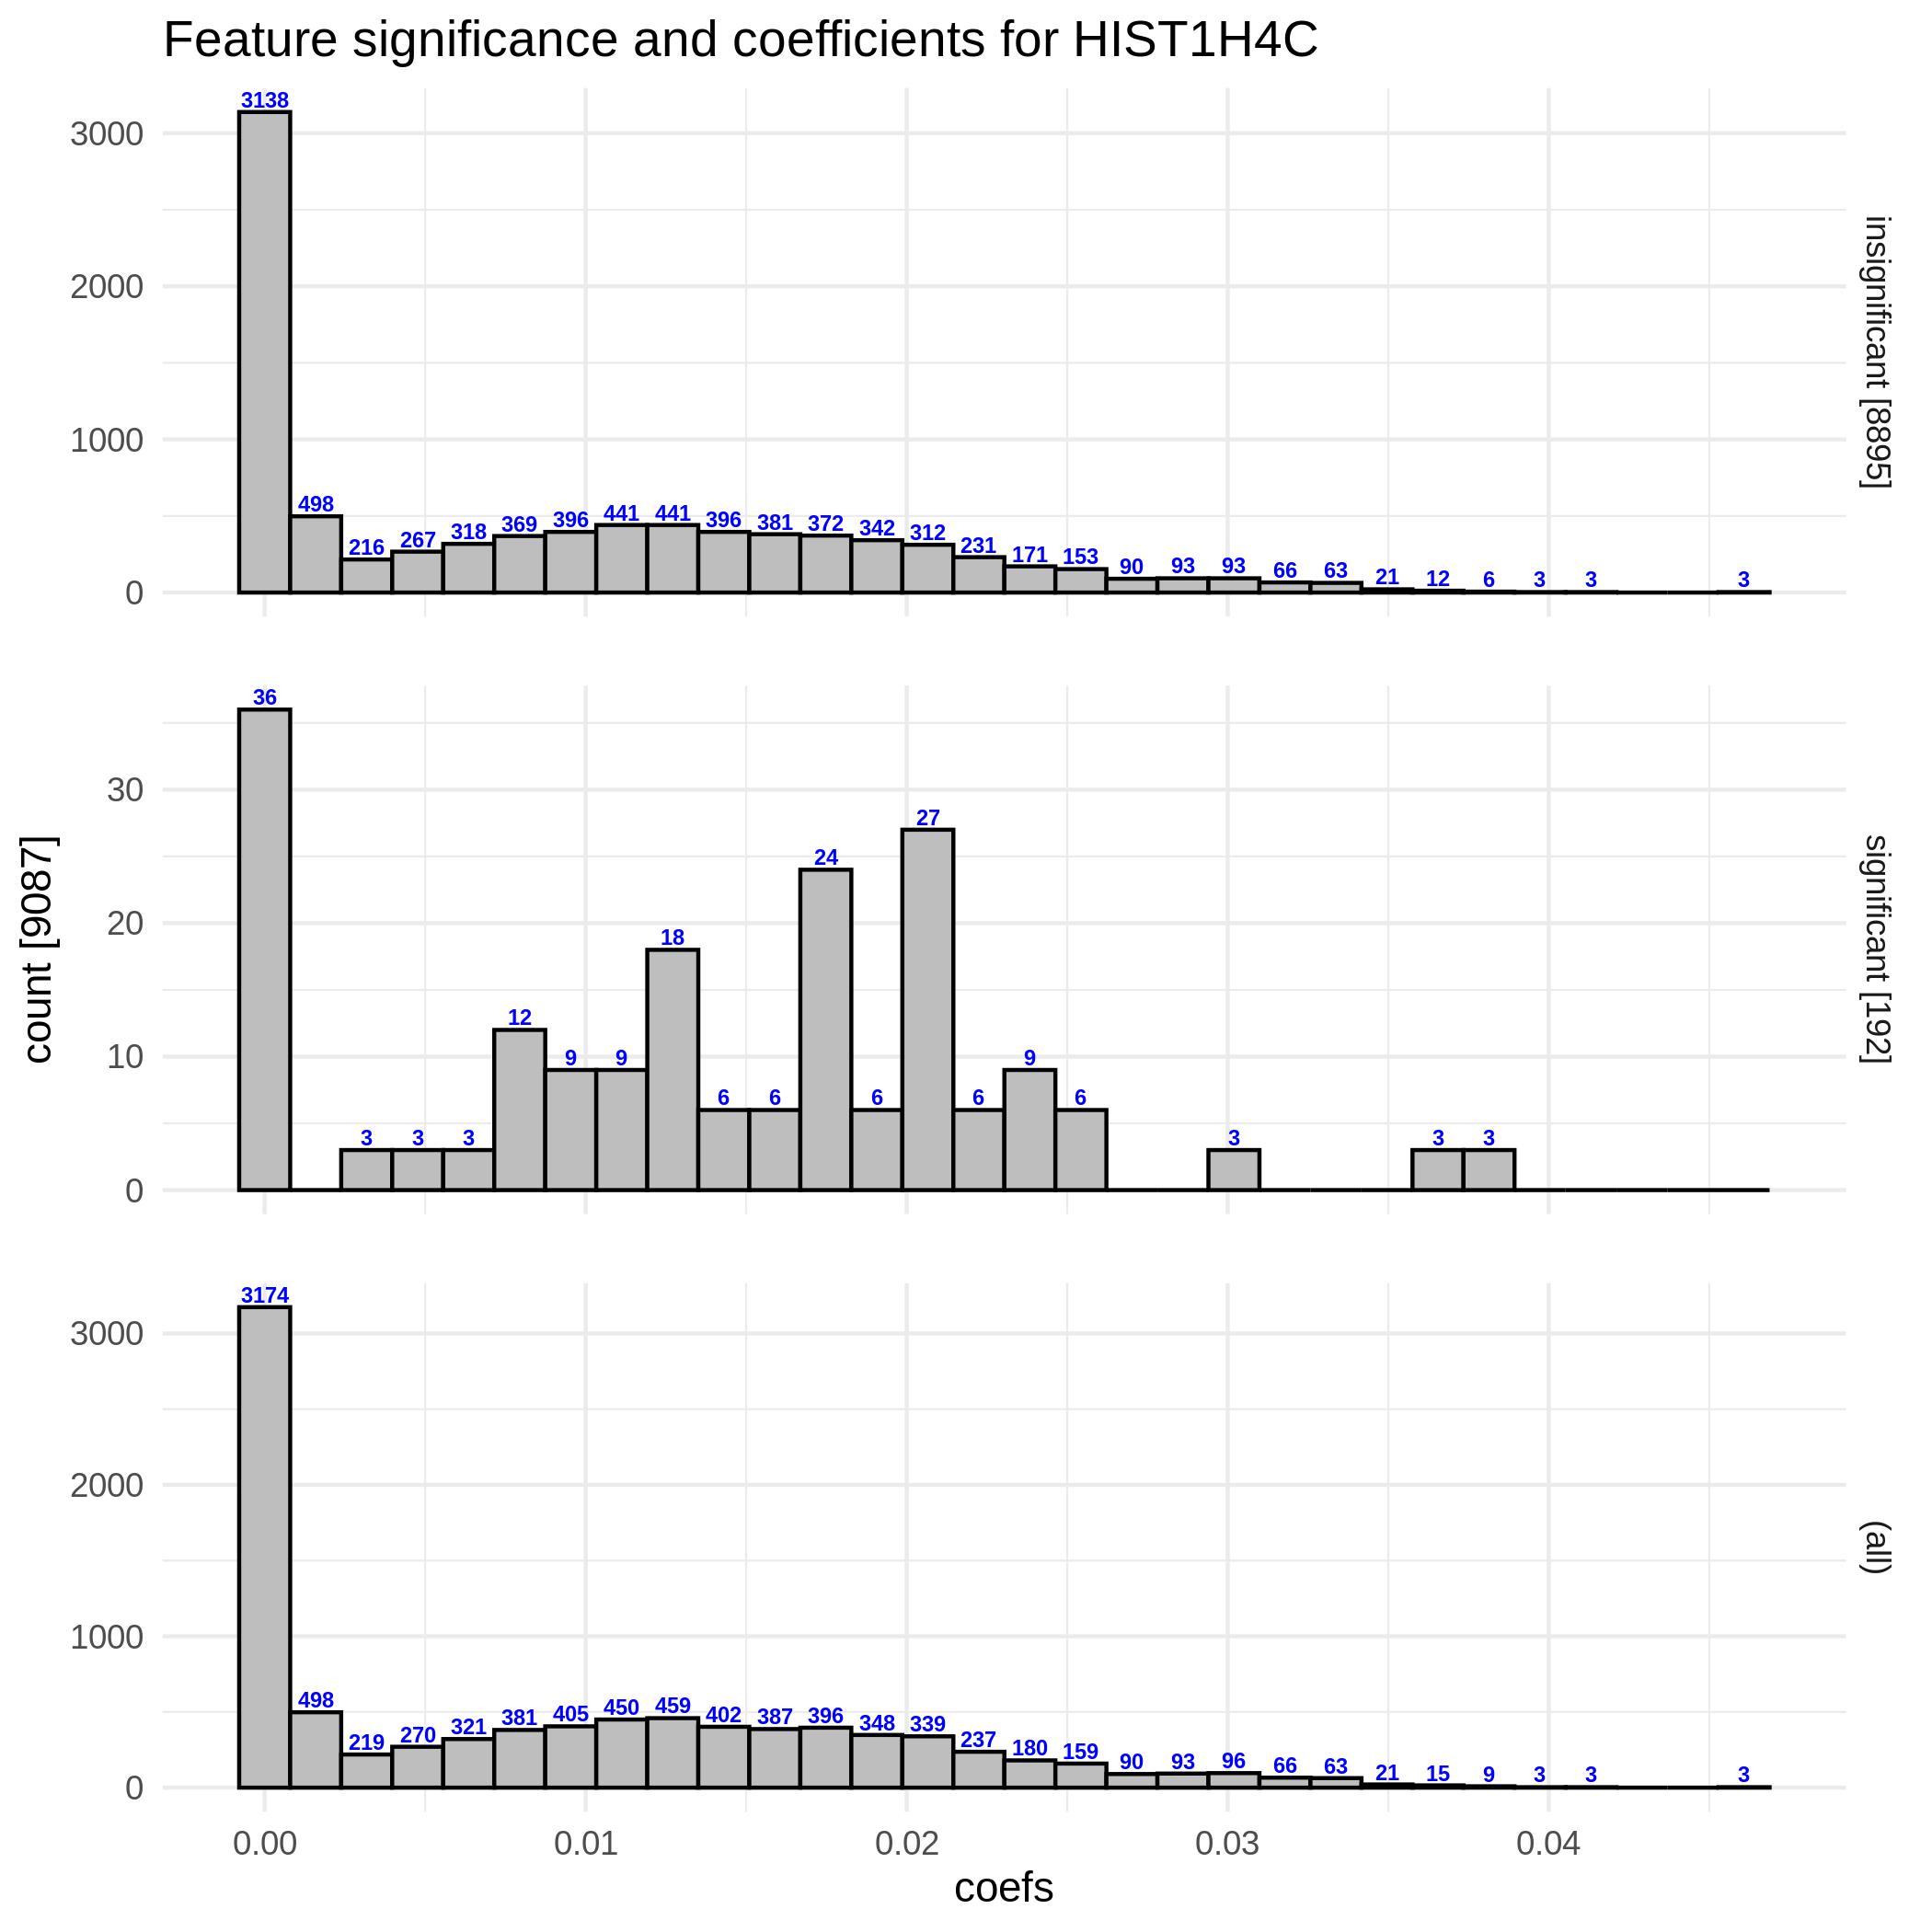 Feature significance and coefficients for HIST1H4C
3138
3000
2000
1000
0
498 216 267 318 369 396 441 441 396 381 372 342 312 231 171 153 90 93 93 66 63 21 12 6 3 3 3
insignificant [8895]
36
30
20
10
0
3 3 3 12 9 9 18 6 6 24 6 27 6 9 6 3 3 3
significant [192]
count [9087]
3174
3000
2000
1000
0
498 219 270 321 381 405 450 459 402 387 396 348 339 237 180 159 90 93 96 66 63 21 15 9 3 3 3
(all)
0.00 0.01 0.02 0.03 0.04
coefs